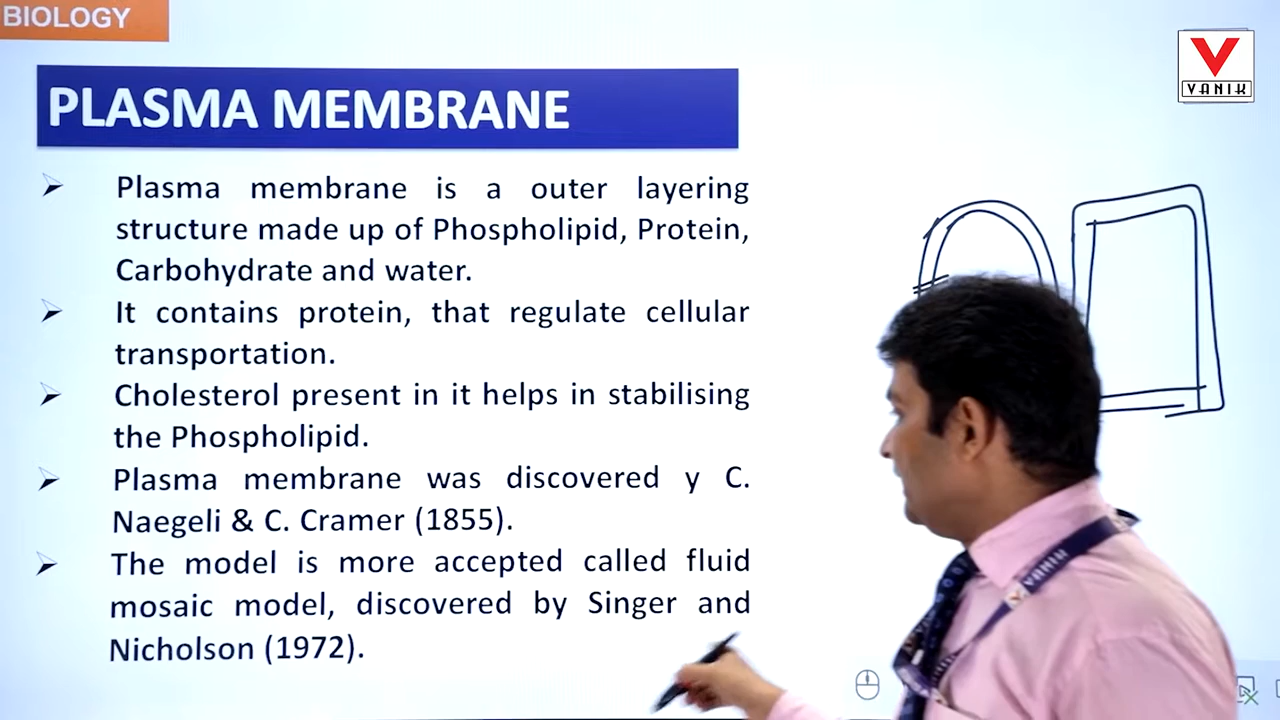 BIOLOGY
VANIK
PLASMA MEMBRANE
Plasma membrane is a outer layering
structure made up of Phospholipid, Protein,
Carbohydrate and water.
It contains protein, that regulate cellular
transportation.
Cholesterol present in it helps in stabilising
the Phospholipid.
Plasma membrane was discovered y C.
Naegeli & C. Cramer (1855).
The model is more accepted called fluid
mosaic model, discovered by Singer and
Nicholson (1972).
VANIK